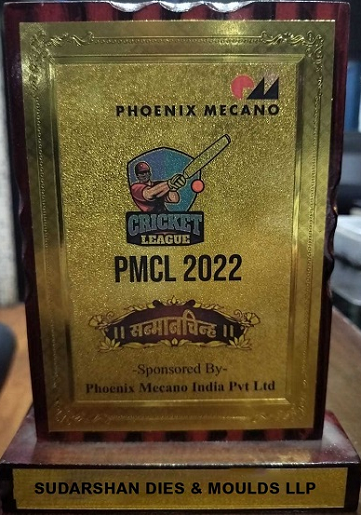 PHOENIX MECANO
CRICKET
LEAGUE
PMCL 2022
॥ सन्मानचिन्ह ॥
-Sponsored By-
Phoenix Mecano India Pvt Ltd
SUDARSHAN DIES & MOULDS LLP